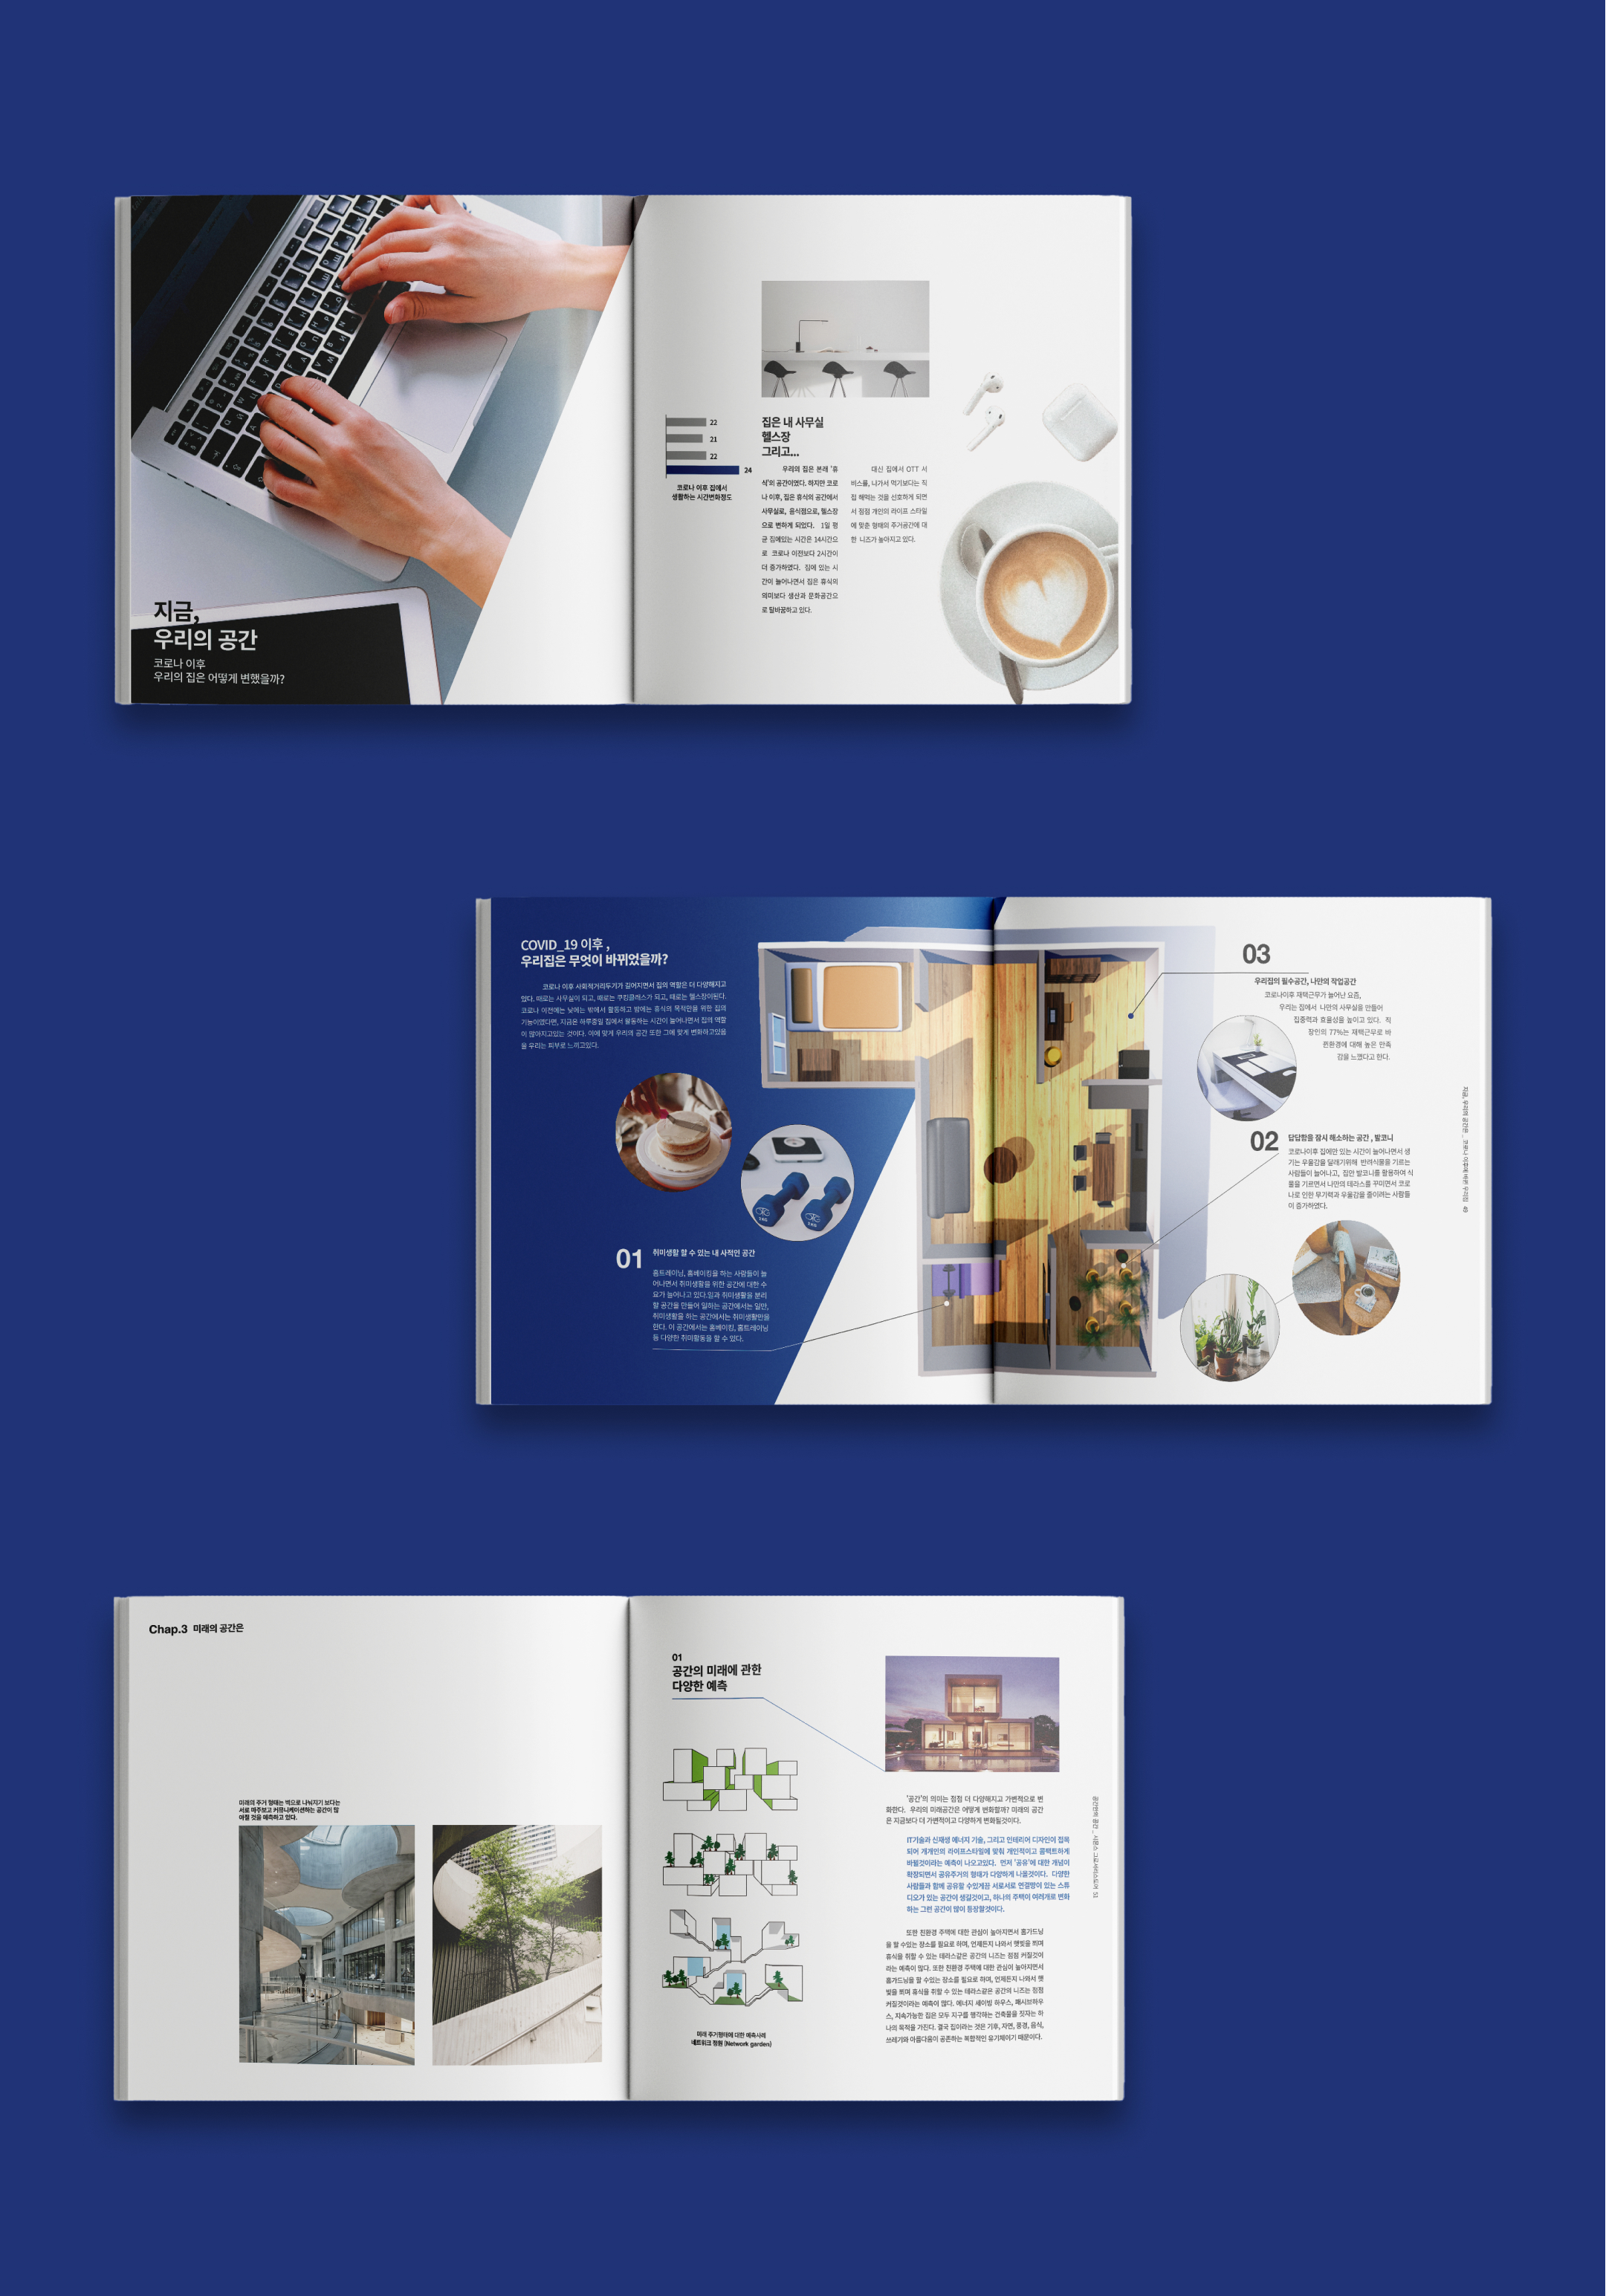 지금,
우리의 공간
코로나 이후
우리의 집은 어떻게 변했을까?
22
21
22
24
코로나 이후 집에서
생활하는 시간변화정도
집은 내 사무실
헬스장
그리고...
우리의 집은 본래 '휴
식'의 공간이였다. 하지만 코로
나 이후, 집은 휴식의 공간에서
사무실로, 음식점으로, 헬스장
으로 변하게 되었다. 1일 평
균 집에있는 시간은 14시간으
로 코로나 이전보다 2시간이
더 증가하였다. 집에 있는 시
간이 늘어나면서 집은 휴식의
의미보다 생산과 문화공간으
로 탈바꿈하고 있다.
대신 집에서 OTT 서
비스를, 나가서 먹기보다는 직
접 해먹는 것을 선호하게 되면
서 점점 개인의 라이프 스타일
에 맞춘 형태의 주거공간에 대
한 니즈가 높아지고 있다.
COVID_19 이후 ,
우리집은 무엇이 바뀌었을까?
코로나 이후 사회적거리두기가 길어지면서 집의 역할은 더 다양해지고
있다. 때로는 사무실이 되고, 때로는 쿠킹클래스가 되고, 때로는 헬스장이된다.
코로나 이전에는 낮에는 밖에서 활동하고 밤에는 휴식의 목적만을 위한 집의
기능이였다면, 지금은 하루종일 집에서 활동하는 시간이 늘어나면서 집의 역할
이 많아지고있는 것이다. 이에 맞게 우리의 공간 또한 그에 맞게 변화하고있음
을 우리는 피부로 느끼고있다.
01
취미생활 할 수 있는 내 사적인 공간
홈트레이닝, 홈베이킹을 하는 사람들이 늘
어나면서 취미생활을 위한 공간에 대한 수
요가 늘어나고 있다.일과 취미생활을 분리
할 공간을 만들어 일하는 공간에서는 일만,
취미생활을 하는 공간에서는 취미생활만을
한다. 이 공간에서는 홈베이킹, 홈트레이닝
등 다양한 취미활동을 할 수 있다.
03
우리집의 필수공간, 나만의 작업공간
코로나이후 재택근무가 늘어난 요즘,
우리는 집에서 나만의 사무실을 만들어
집중력과 효율성을 높이고 있다. 직
장인의 77%는 재택근무로 바
뀐환경에 대해 높은 만족
감을 느꼈다고 한다.
02
답답함을 잠시 해소하는 공간 , 발코니
코로나이후 집에만 있는 시간이 늘어나면서 생
기는 우울감을 달래기위해 반려식물을 기르는
사람들이 늘어나고, 집안 발코니를 활용하여 식
물을 기르면서 나만의 테라스를 꾸미면서 코로
나로 인한 무기력과 우울감을 줄이려는 사람들
이 증가하였다.
지금, 우리의 공간은_ 코로나 이후에 바뀐 우리집 49
Chap.3 미래의 공간은
미래의 주거 형태는 벽으로 나눠지기 보다는
서로 마주보고 커뮤니케이션하는 공간이 많
아질 것을 예측하고 있다.
01
공간의 미래에 관한
다양한 예측
미래 주거형태에 대한 예측사례
네트워크 정원 (Network garden)
'공간'의 의미는 점점 더 다양해지고 가변적으로 변
화한다. 우리의 미래공간은 어떻게 변화할까? 미래의 공간
은 지금보다 더 가변적이고 다양하게 변화될것이다.
IT기술과 신재생 에너지 기술, 그리고 인테리어 디자인이 접목
되어 개개인의 라이프스타일에 맞춰 개인적이고 콤팩트하게
바뀔것이라는 예측이 나오고있다. 먼저 '공유'에 대한 개념이
확장되면서 공유주거의 형태가 다양하게 나올것이다. 다양한
사람들과 함께 공유할 수있게끔 서로서로 연결방이 있는 스튜
디오가 있는 공간이 생길것이고, 하나의 주택이 여러개로 변화
하는 그런 공간이 많이 등장할것이다.
또한 친환경 주택에 대한 관심이 높아지면서 홈가드닝
을 할 수있는 장소를 필요로 하며, 언제든지 나와서 햇빛을 쬐며
휴식을 취할 수 있는 테라스같은 공간의 니즈는 점점 커질것이
라는 예측이 많다. 또한 친환경 주택에 대한 관심이 높아지면서
홈가드닝을 할 수있는 장소를 필요로 하며, 언제든지 나와서 햇
빛을 쬐며 휴식을 취할 수 있는 테라스같은 공간의 니즈는 점점
커질것이라는 예측이 많다. 에너지 세이빙 하우스, 패시브하우
스, 지속가능한 집은 모두 지구를 생각하는 건축물을 짓자는 하
나의 목적을 가진다. 결국 집이라는 것은 기후, 자연, 풍경, 음식,
쓰레기와 아름다움이 공존하는 복합적인 유기체이기 때문이다.